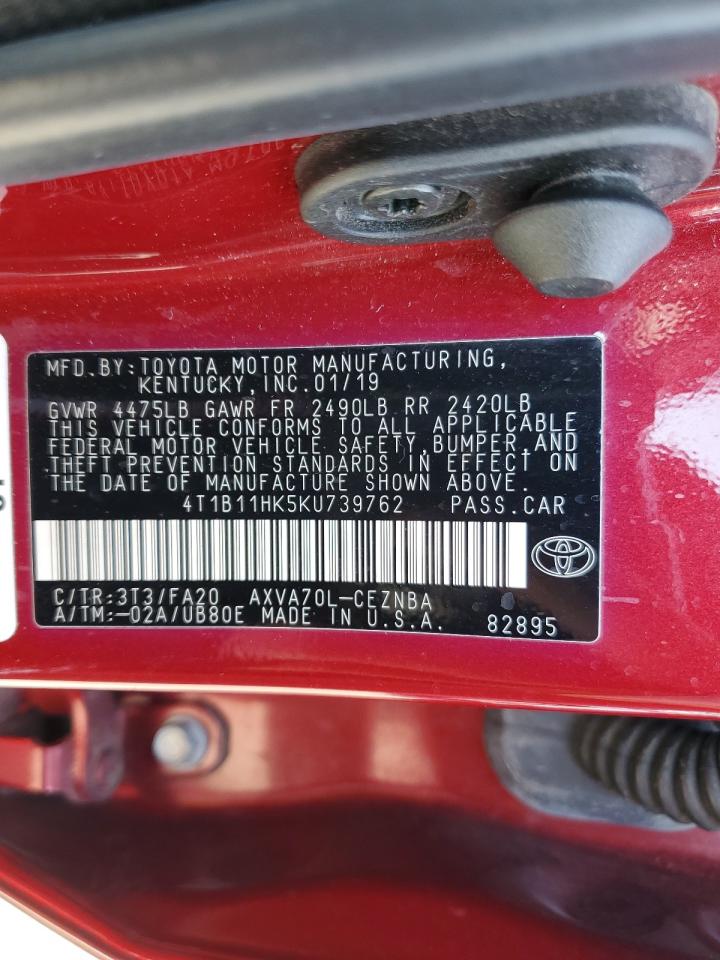 MFD.BY:TOYOTA MOTOR MANUFACTURING,
KENTUCKY,INC.01/19
GVWR 4475LB GAWR FR 2490LB RR 2420LB
THIS VEHICLE CONFORMS TO ALL APPLICABLE
FEDERAL MOTOR VEHICLE SAFETY,BUMPER,AND
THEFT PREVENTION STANDARDS IN EFFECT ON
THE DATE OF MANUFACTURE SHOWN ABOVE.
4T1B11HK5KU739762 PASS.CAR
C/TR:3T3/FA20 AXVA70L-CEZNBA
A/TM:-02A/UB80E MADE IN U.S.A. 82895